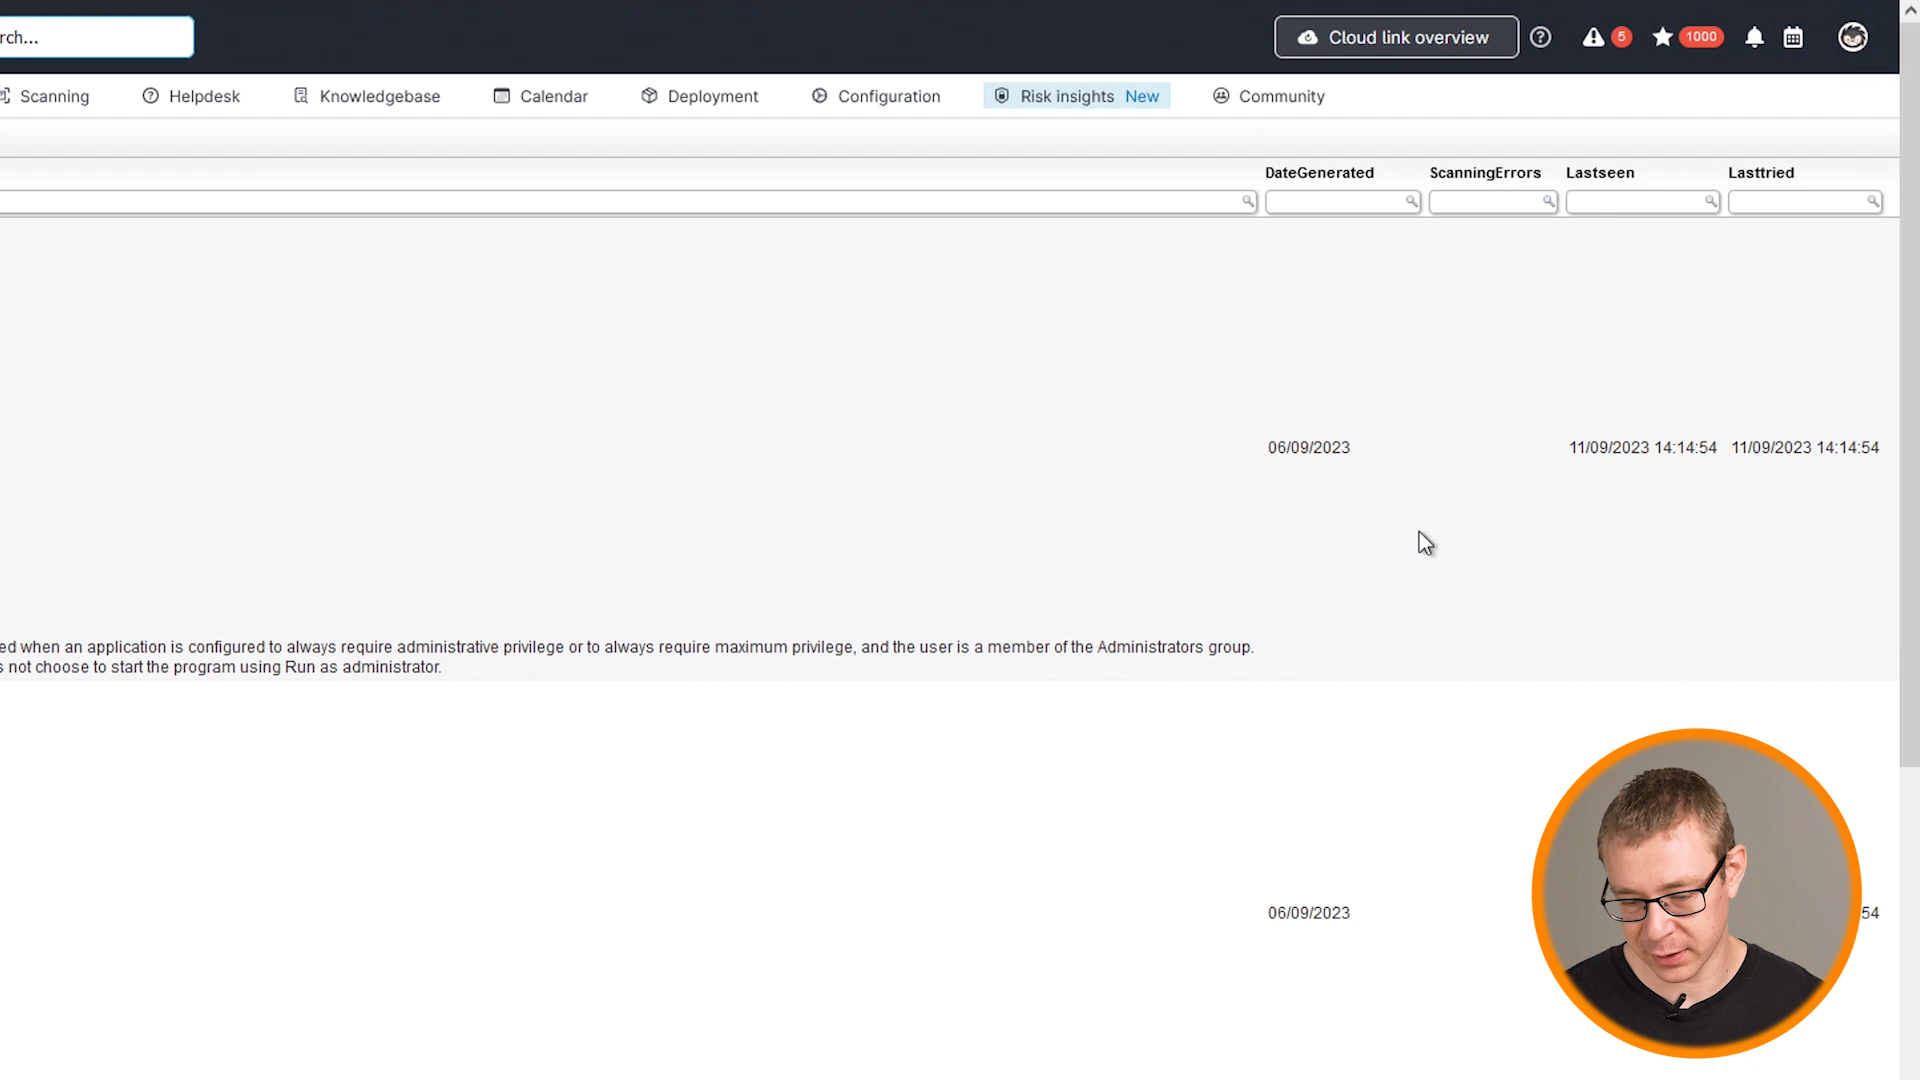 rch...
Cloud link overview
5
1000
Scanning
Helpdesk
Knowledgebase
Calendar
Deployment
Configuration
Risk insights New
Community
DateGenerated
ScanningErrors
Lastseen
Lasttried
06/09/2023
11/09/2023 14:14:54
11/09/2023 14:14:54
ed when an application is configured to always require administrative privilege or to always require maximum privilege, and the user is a member of the Administrators group.
s not choose to start the program using Run as administrator.
06/09/2023
54